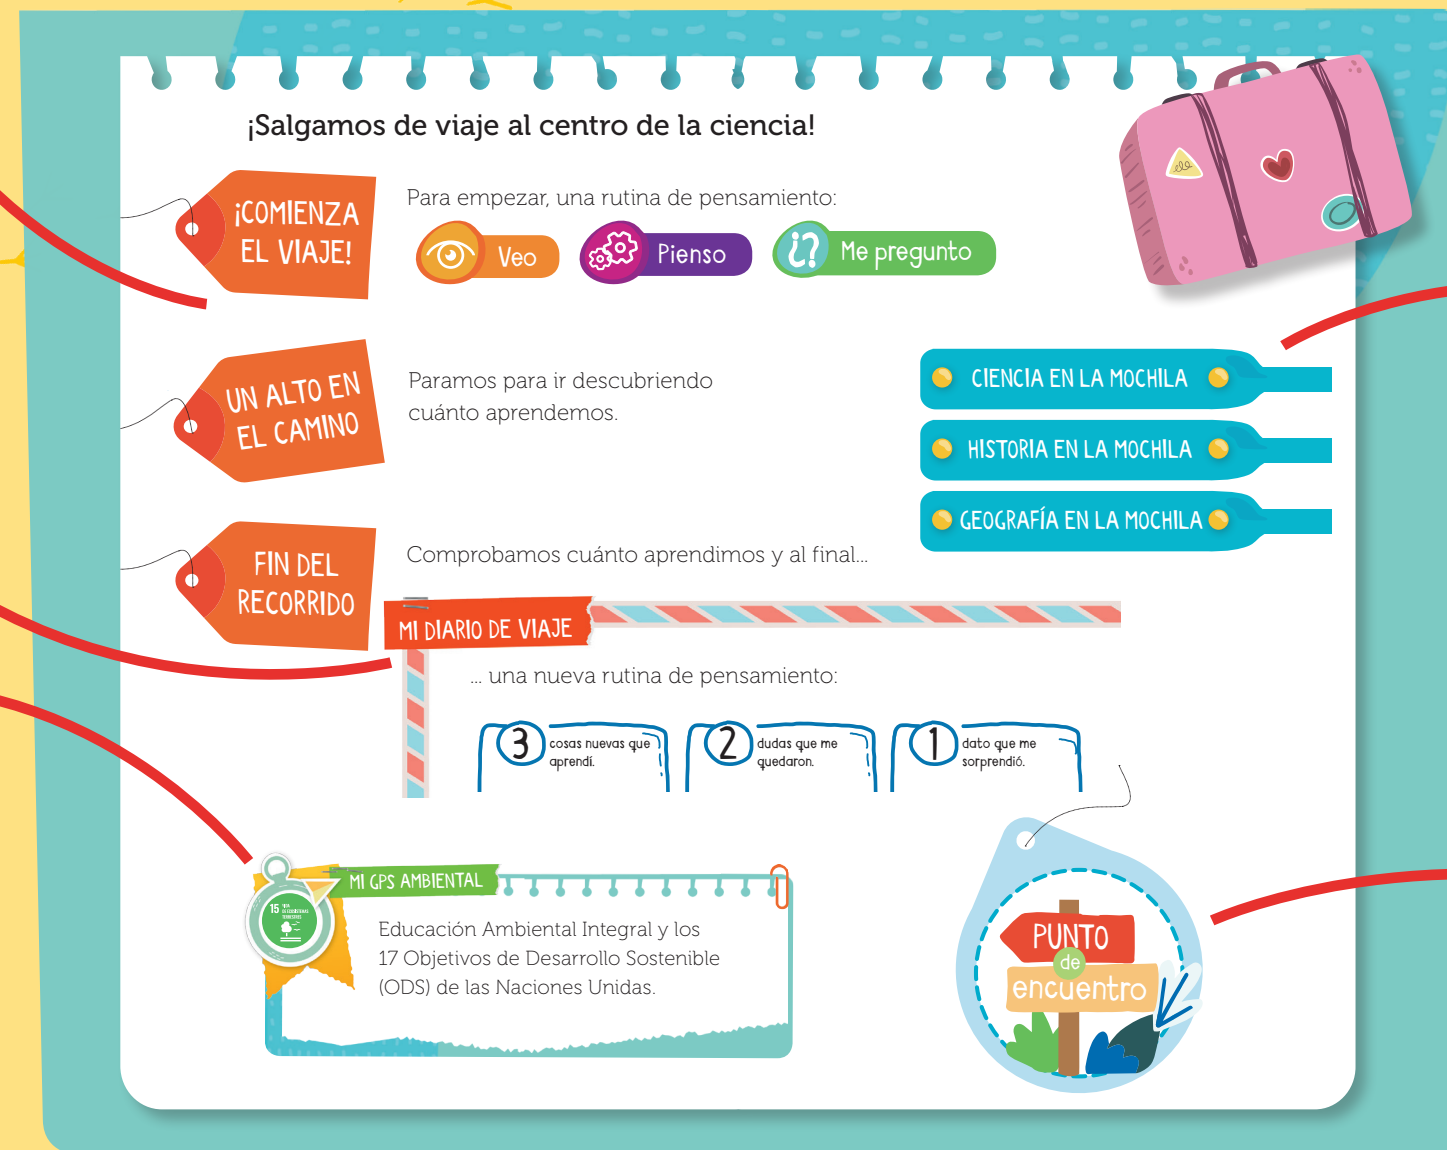 ¡Salgamos de viaje al centro de la ciencia!
¡COMIENZA
EL VIAJE!
Para empezar, una rutina de pensamiento:
Veo
Pienso
¿?
Me pregunto
UN ALTO EN
EL CAMINO
Paramos para ir descubriendo
cuánto aprendemos.
CIENCIA EN LA MOCHILA
HISTORIA EN LA MOCHILA
GEOGRAFÍA EN LA MOCHILA
FIN DEL
RECORRIDO
Comprobamos cuánto aprendimos y al final...
MI DIARIO DE VIAJE
... una nueva rutina de pensamiento:
3 cosas nuevas que
aprendí.
2 dudas que me
quedaron.
1 dato que me
sorprendió.
MI GPS AMBIENTAL
15 VIDA
DE ECOSISTEMAS
TERRESTRES
Educación Ambiental Integral y los
17 Objetivos de Desarrollo Sostenible
(ODS) de las Naciones Unidas.
PUNTO
de
encuentro